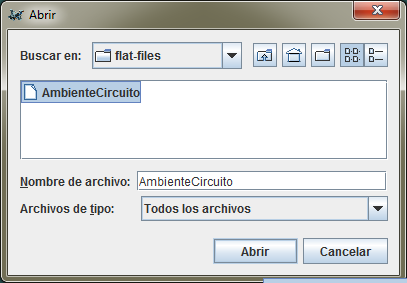 Abrir
Buscar en: flat-files
AmbienteCircuito
Nombre de archivo: AmbienteCircuito
Archivos de tipo: Todos los archivos
Abrir Cancelar